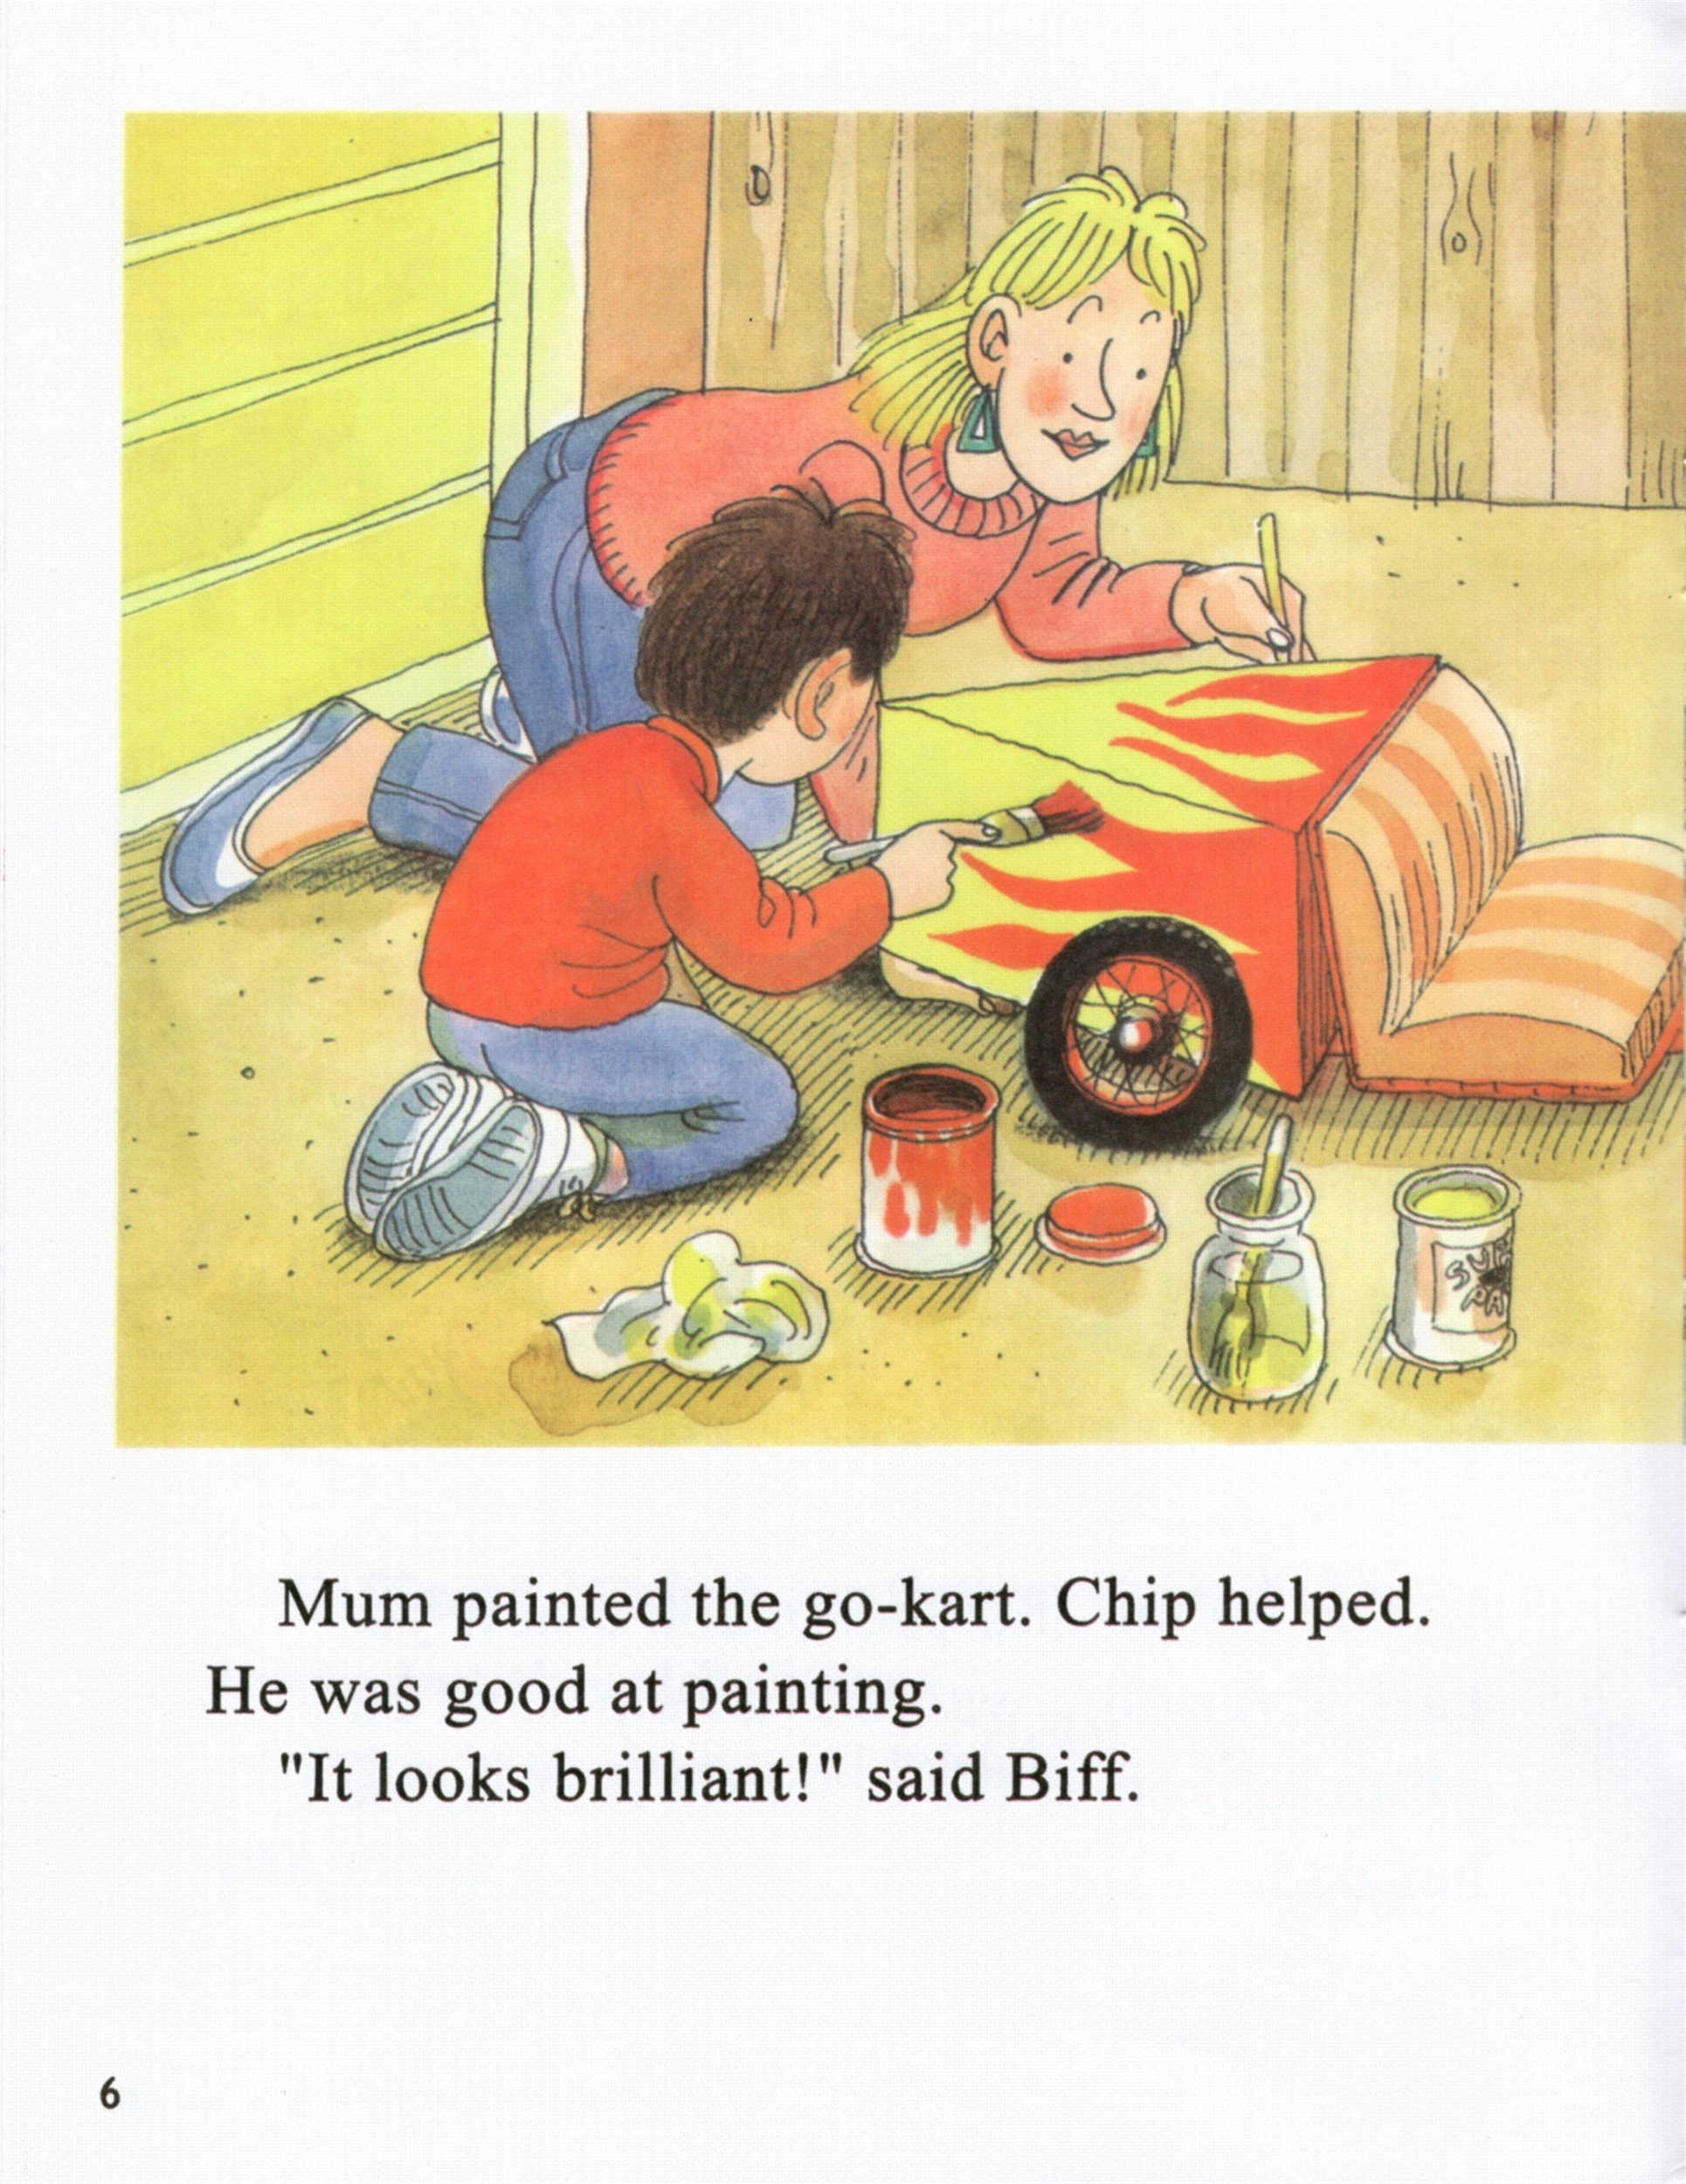 Mum painted the go-kart. Chip helped.
He was good at painting.
"It looks brilliant!" said Biff.
6